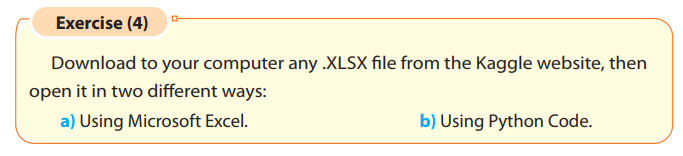 Exercise (4)
Download to your computer any .XLSX file from the Kaggle website, then
open it in two different ways:
a) Using Microsoft Excel. b) Using Python Code.